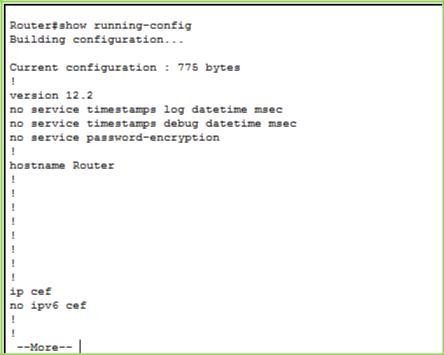 Router#show running-config
Building configuration...
Current configuration : 775 bytes
!
version 12.2
no service timestamps log datetime msec
no service timestamps debug datetime msec
no service password-encryption
!
hostname Router
!
!
!
!
!
!
!
!
ip cef
no ipv6 cef
!
!
--More--